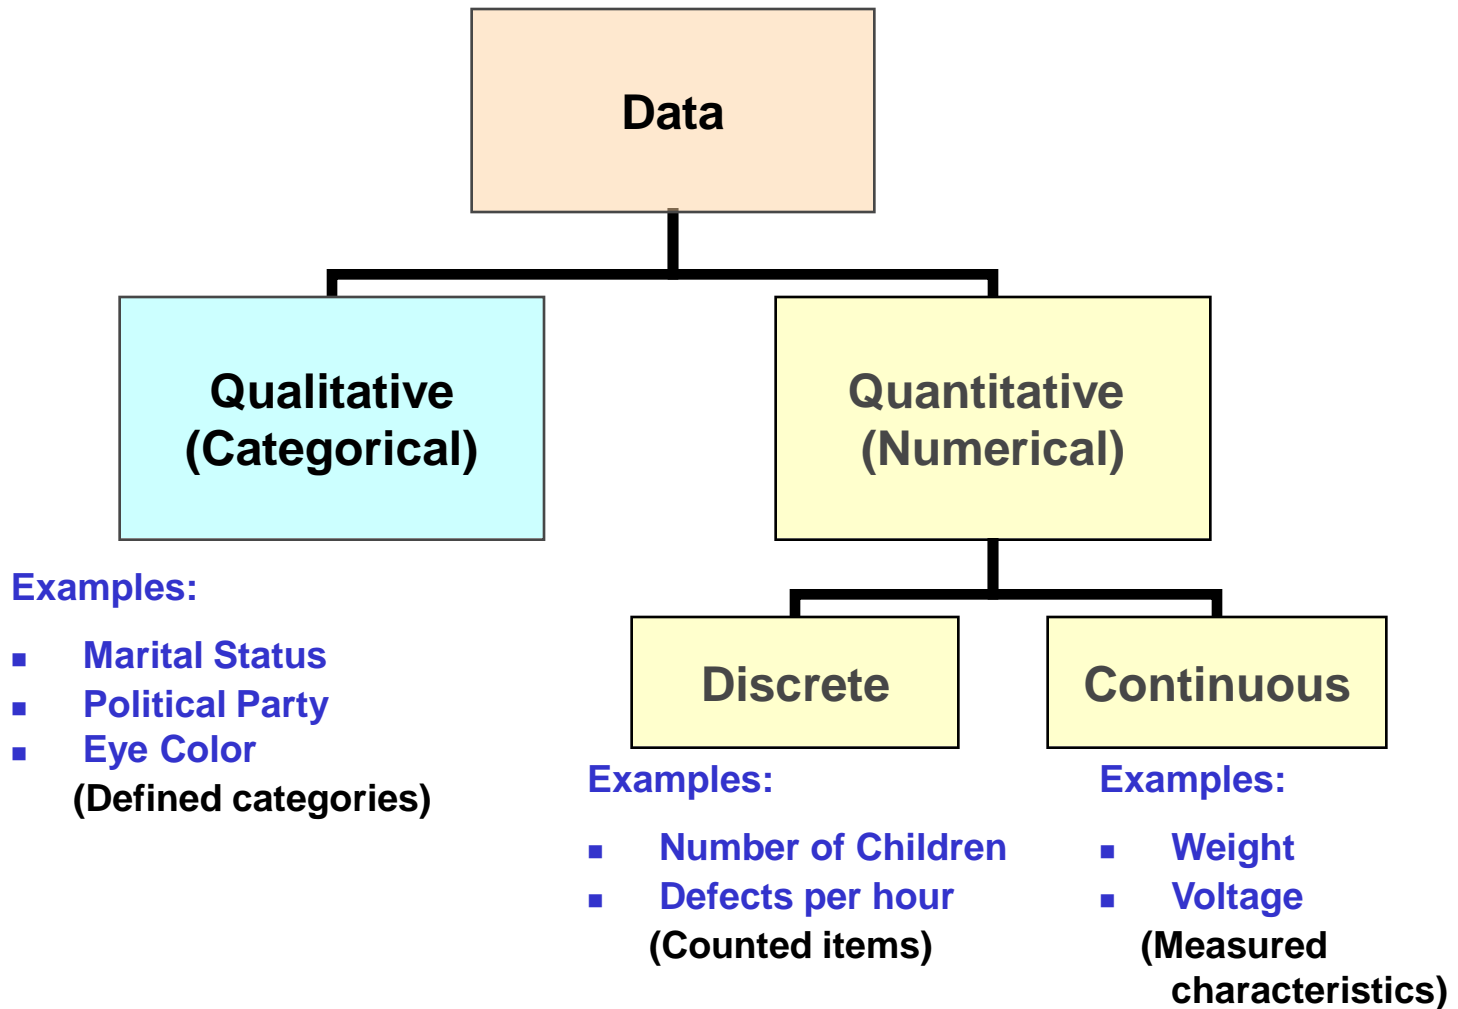 Data
Qualitative
(Categorical)
Quantitative
(Numerical)
Examples:
▪ Marital Status
▪ Political Party
▪ Eye Color
(Defined categories)
Discrete
Continuous
Examples:
▪ Number of Children
▪ Defects per hour
(Counted items)
Examples:
▪ Weight
▪ Voltage
(Measured
characteristics)